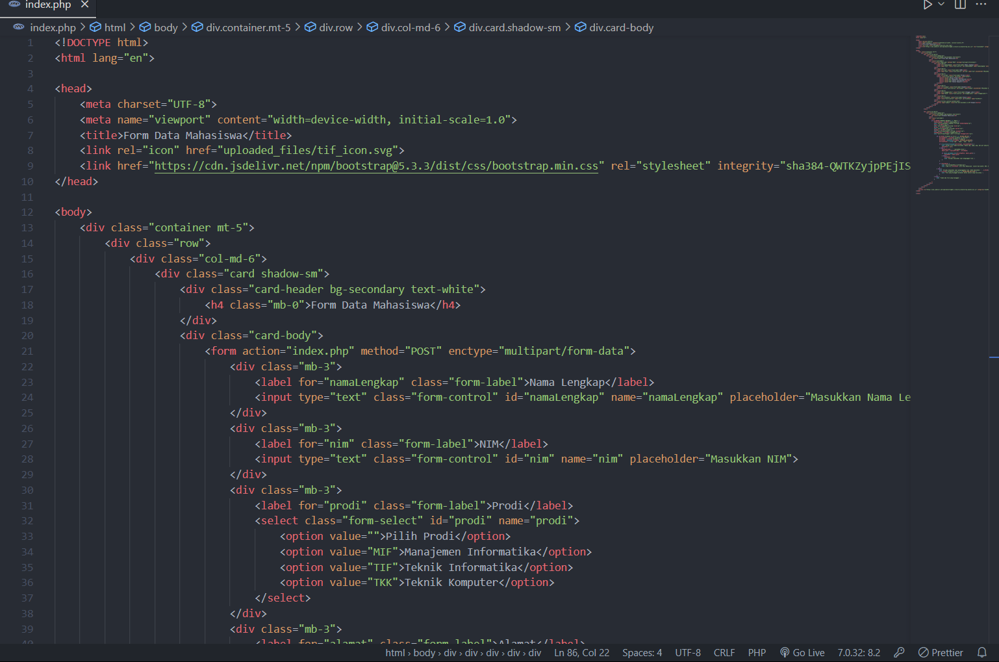 index.php
index.php > html > body > div.container.mt-5 > div.row > div.col-md-6 > div.card.shadow-sm > div.card-body
1 <!DOCTYPE html>
2 <html lang="en">
3
4 <head>
5 <meta charset="UTF-8">
6 <meta name="viewport" content="width=device-width, initial-scale=1.0">
7 <title>Form Data Mahasiswa</title>
8 <link rel="icon" href="uploaded_files/tif_icon.svg">
9 <link href="https://cdn.jsdelivr.net/npm/bootstrap@5.3.3/dist/css/bootstrap.min.css" rel="stylesheet" integrity="sha384-QWTKZyjpPEjIS
10 </head>
11
12 <body>
13 <div class="container mt-5">
14 <div class="row">
15 <div class="col-md-6">
16 <div class="card shadow-sm">
17 <div class="card-header bg-secondary text-white">
18 <h4 class="mb-0">Form Data Mahasiswa</h4>
19 </div>
20 <div class="card-body">
21 <form action="index.php" method="POST" enctype="multipart/form-data">
22 <div class="mb-3">
23 <label for="namaLengkap" class="form-label">Nama Lengkap</label>
24 <input type="text" class="form-control" id="namaLengkap" name="namaLengkap" placeholder="Masukkan Nama Le
25 </div>
26 <div class="mb-3">
27 <label for="nim" class="form-label">NIM</label>
28 <input type="text" class="form-control" id="nim" name="nim" placeholder="Masukkan NIM">
29 </div>
30 <div class="mb-3">
31 <label for="prodi" class="form-label">Prodi</label>
32 <select class="form-select" id="prodi" name="prodi">
33 <option value="">Pilih Prodi</option>
34 <option value="MIF">Manajemen Informatika</option>
35 <option value="TIF">Teknik Informatika</option>
36 <option value="TKK">Teknik Komputer</option>
37 </select>
38 </div>
39 <div class="mb-3">
40 <label for="alamat" class="form-label">Alamat</label>
html › body › div › div › div › div › div Ln 86, Col 22 Spaces: 4 UTF-8 CRLF PHP Go Live 7.0.32: 8.2 Prettier